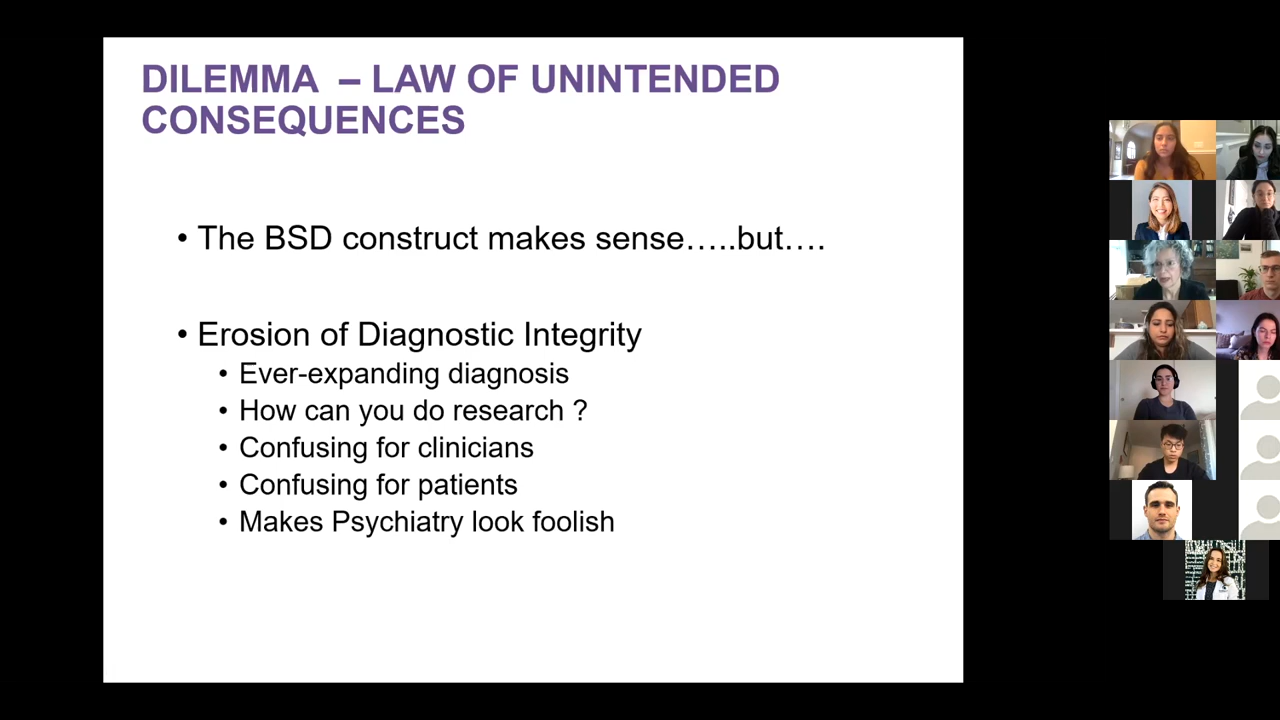 DILEMMA – LAW OF UNINTENDED
CONSEQUENCES
• The BSD construct makes sense…..but….
• Erosion of Diagnostic Integrity
• Ever-expanding diagnosis
• How can you do research ?
• Confusing for clinicians
• Confusing for patients
• Makes Psychiatry look foolish